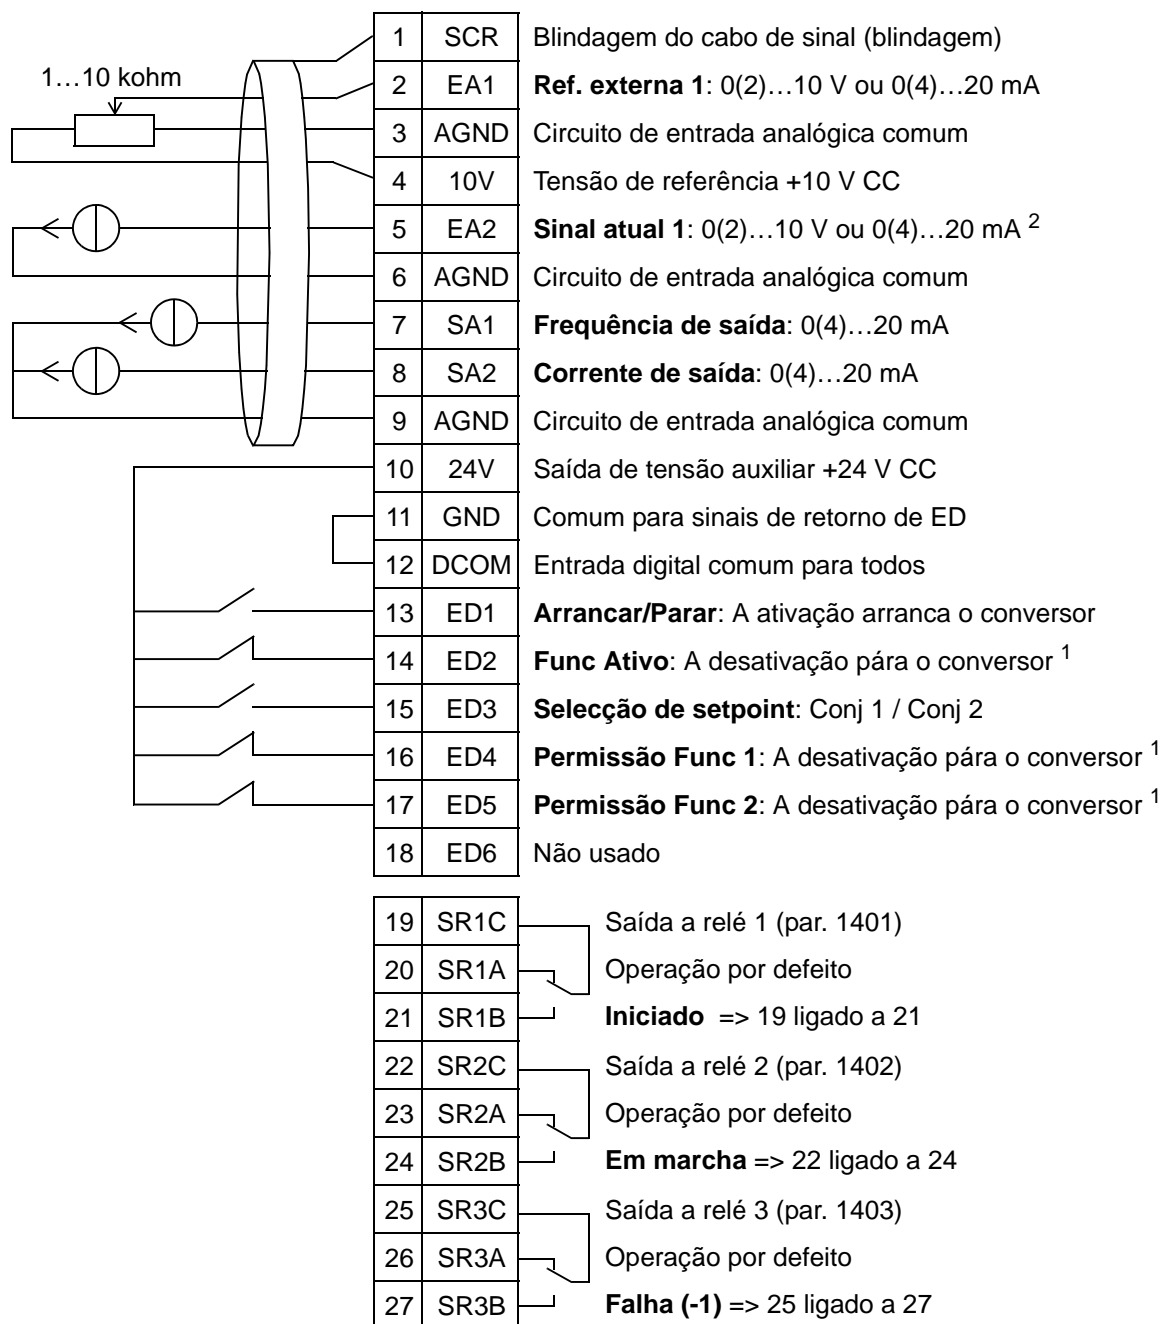 1 SCR Blindagem do cabo de sinal (blindagem)
1…10 kohm
2 EA1 Ref. externa 1: 0(2)…10 V ou 0(4)…20 mA
3 AGND Circuito de entrada analógica comum
4 10V Tensão de referência +10 V CC
5 EA2 Sinal atual 1: 0(2)…10 V ou 0(4)…20 mA 2
6 AGND Circuito de entrada analógica comum
7 SA1 Frequência de saída: 0(4)…20 mA
8 SA2 Corrente de saída: 0(4)…20 mA
9 AGND Circuito de entrada analógica comum
10 24V Saída de tensão auxiliar +24 V CC
11 GND Comum para sinais de retorno de ED
12 DCOM Entrada digital comum para todos
13 ED1 Arrancar/Parar: A ativação arranca o conversor
14 ED2 Func Ativo: A desativação pára o conversor 1
15 ED3 Selecção de setpoint: Conj 1 / Conj 2
16 ED4 Permissão Func 1: A desativação pára o conversor 1
17 ED5 Permissão Func 2: A desativação pára o conversor 1
18 ED6 Não usado
19 SR1C Saída a relé 1 (par. 1401)
20 SR1A Operação por defeito
21 SR1B Iniciado => 19 ligado a 21
22 SR2C Saída a relé 2 (par. 1402)
23 SR2A Operação por defeito
24 SR2B Em marcha => 22 ligado a 24
25 SR3C Saída a relé 3 (par. 1403)
26 SR3A Operação por defeito
27 SR3B Falha (-1) => 25 ligado a 27